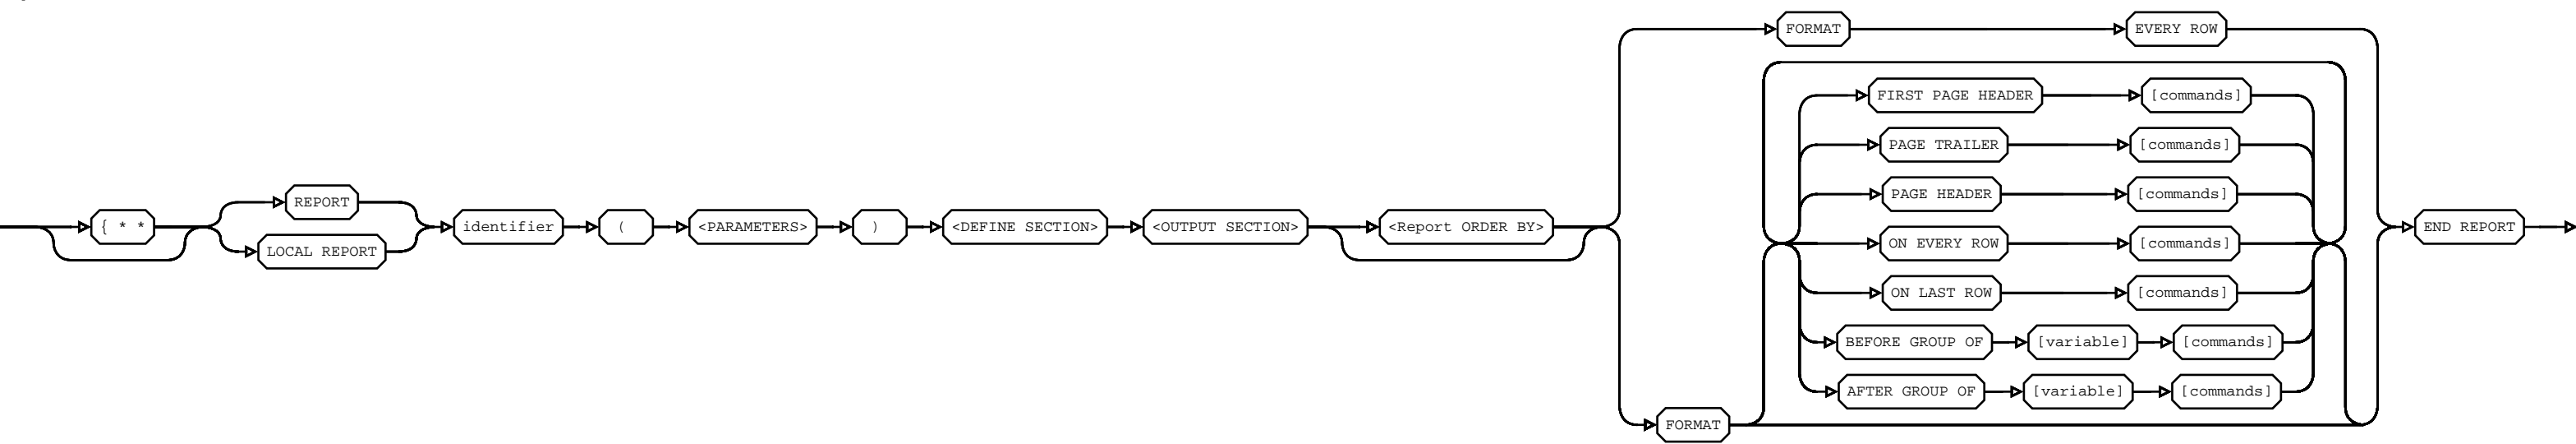 FORMAT EVERY ROW
FIRST PAGE HEADER [commands]
PAGE TRAILER [commands]
{ * * REPORT PAGE HEADER [commands]
identifier ( <PARAMETERS> ) <DEFINE SECTION> <OUTPUT SECTION> <Report ORDER BY> END REPORT
LOCAL REPORT ON EVERY ROW [commands]
ON LAST ROW [commands]
BEFORE GROUP OF [variable] [commands]
AFTER GROUP OF [variable] [commands]
FORMAT